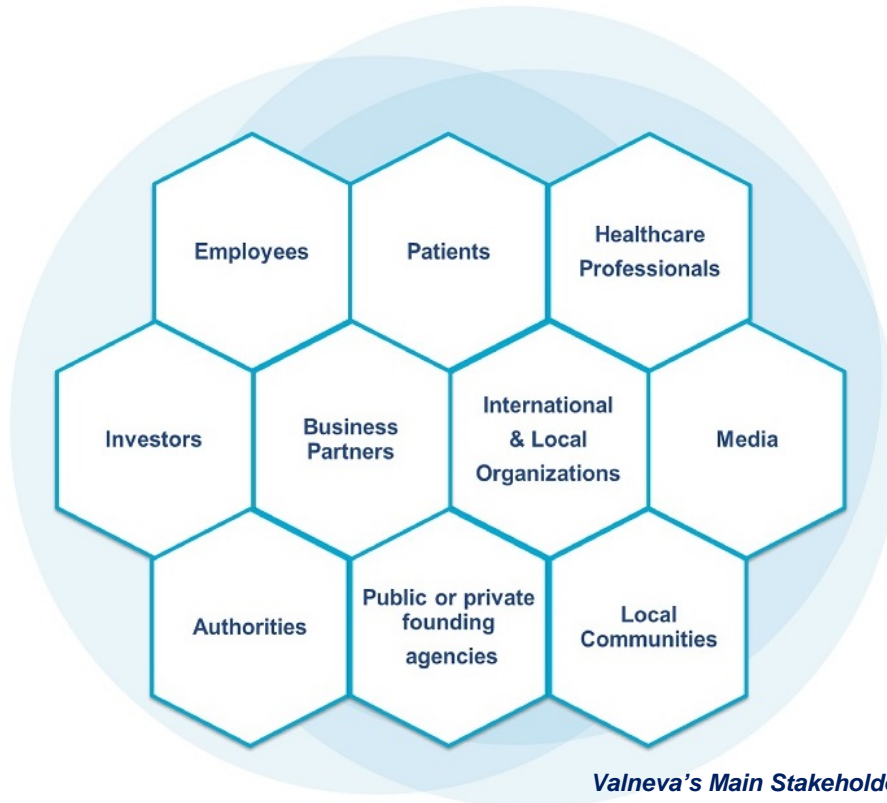 Employees
Patients
Healthcare
Professionals
Investors
Business
Partners
International
& Local
Organizations
Media
Authorities
Public or private
founding
agencies
Local
Communities
Valneva's Main